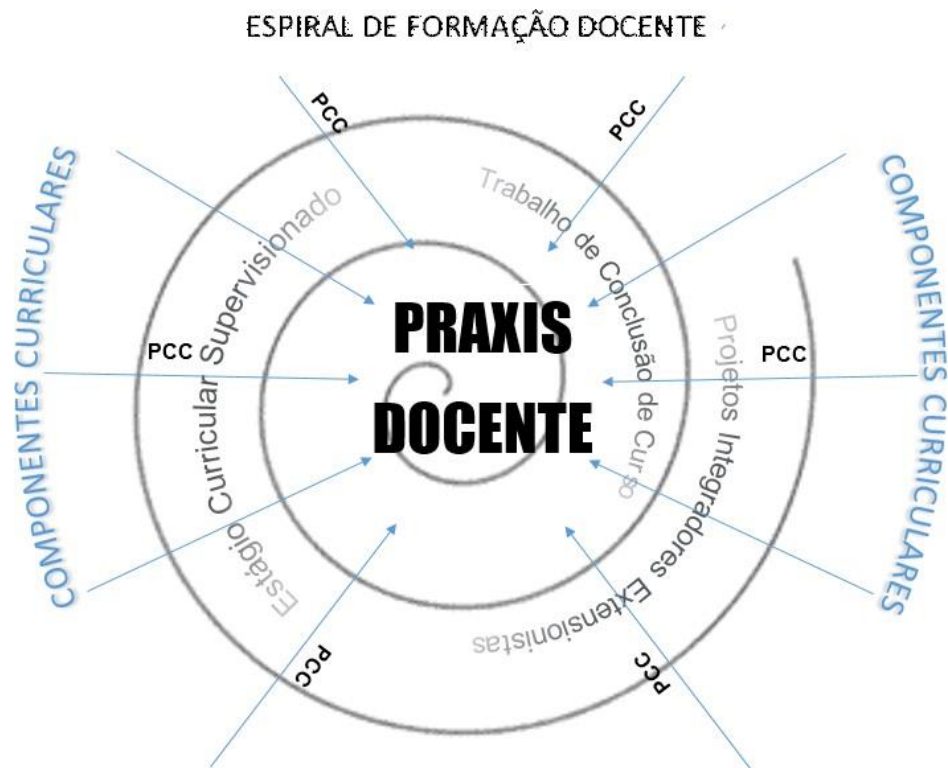 ESPIRAL DE FORMAÇÃO DOCENTE
PCC
PCC
COMPONENTES CURRICULARES
COMPONENTES CURRICULARES
Estágio Curricular Supervisionado
Trabalho de Conclusão de Curso
Projetos Integradores Extensionistas
PCC
PRAXIS
DOCENTE
PCC
PCC
PCC